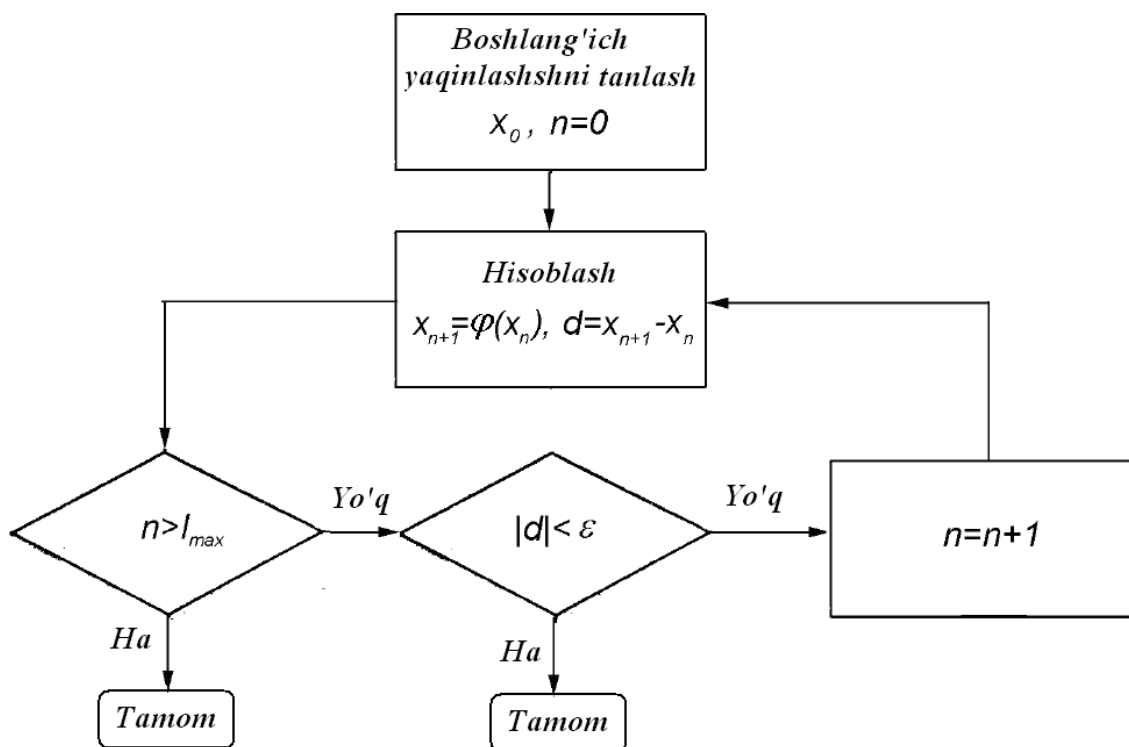 Boshlang'ich
yaqinlashshni tanlash
x₀, n=0
Hisoblash
xₙ₊₁=φ(xₙ), d=xₙ₊₁-xₙ
n>Iₘₐₓ
Yo'q
|d|< ε
Yo'q
n=n+1
Ha
Ha
Tamom
Tamom